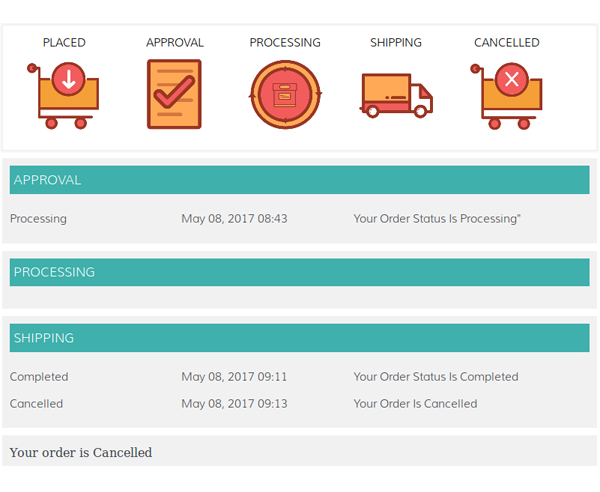 PLACED APPROVAL PROCESSING SHIPPING CANCELLED
APPROVAL
Processing May 08, 2017 08:43 Your Order Status Is Processing"
PROCESSING
SHIPPING
Completed May 08, 2017 09:11 Your Order Status Is Completed
Cancelled May 08, 2017 09:13 Your Order Is Cancelled
Your order is Cancelled